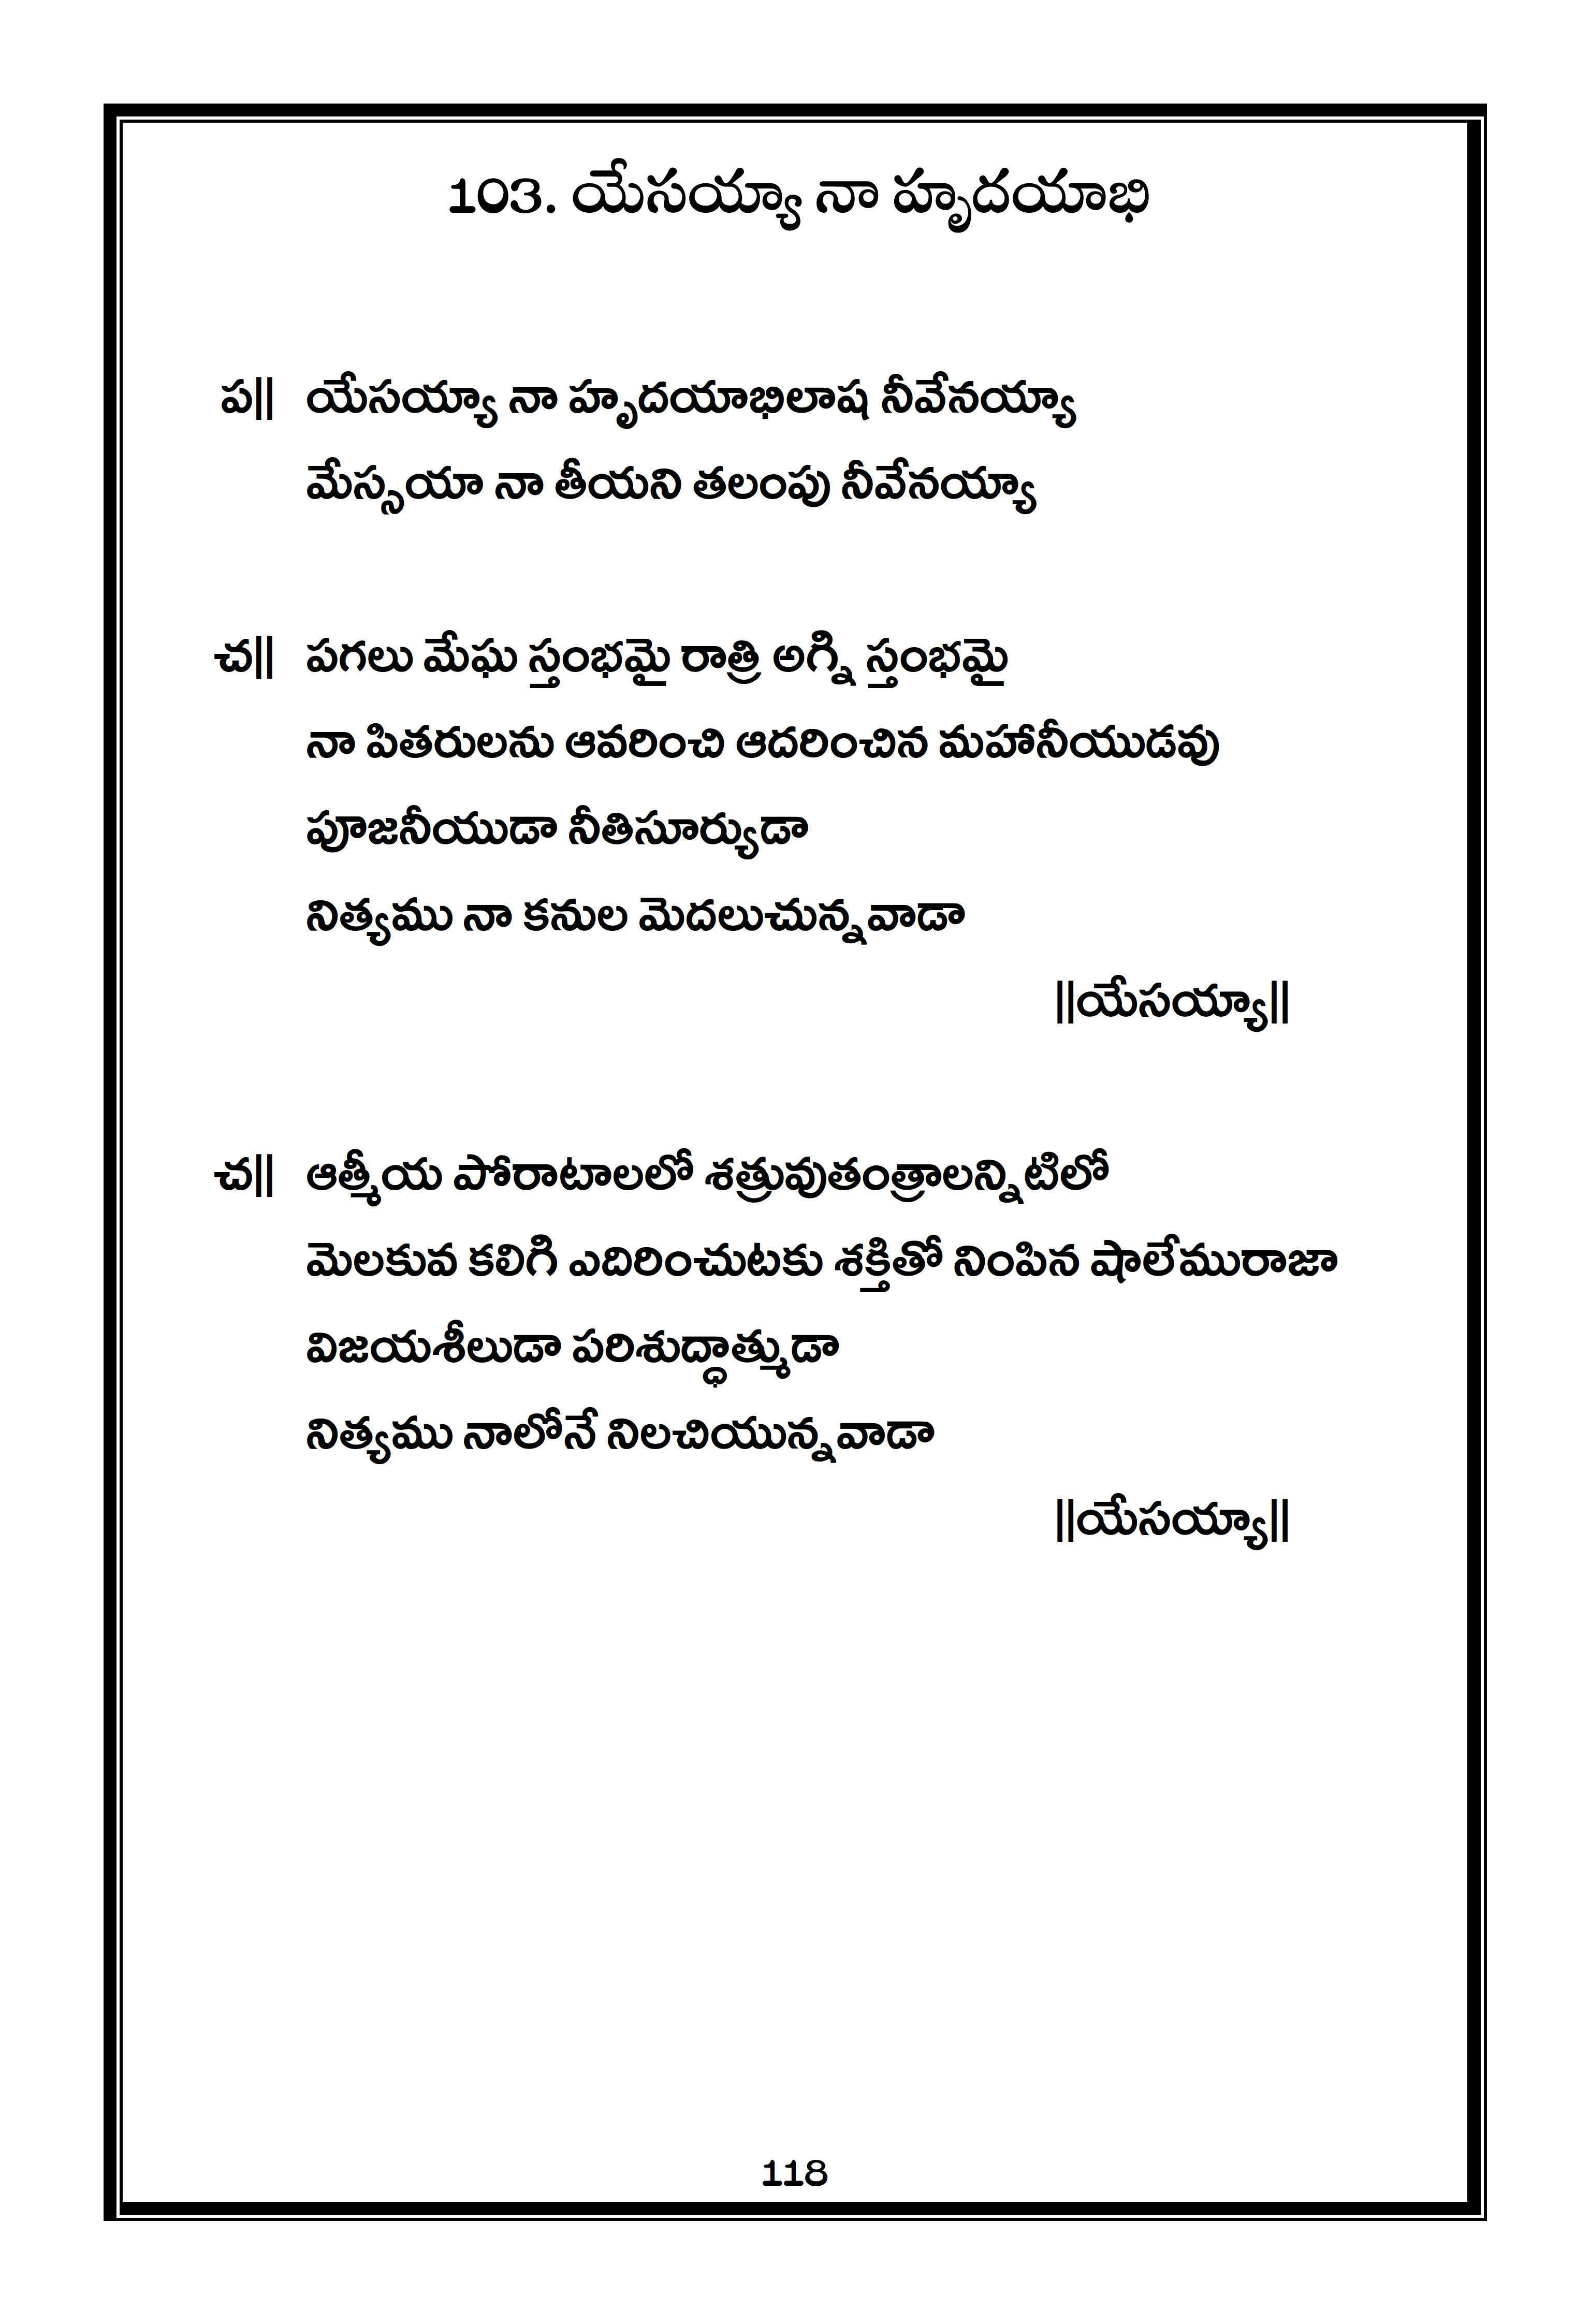 103. యేసయ్యా నా హృదయాభి
ప|| యేసయ్యా నా హృదయాభిలాష నీవేనయ్యా
మేస్సయా నా తీయని తలంపు నీవేనయ్యా
చ|| పగలు మేఘ స్తంభమై రాత్రి అగ్ని స్తంభమై
నా పితరులను ఆవరించి ఆదరించిన మహానీయుడవు
పూజనీయుడా నీతిసూర్యుడా
నిత్యము నా కనుల మెదలుచున్నవాడా
||యేసయ్యా||
చ|| ఆత్మీయ పోరాటాలలో శత్రువుతంత్రాలన్నిటిలో
మెలకువ కలిగి ఎదిరించుటకు శక్తితో నింపిన షాలేమురాజా
విజయశీలుడా పరిశుద్ధాత్ముడా
నిత్యము నాలోనే నిలచియున్నవాడా
||యేసయ్యా||
118